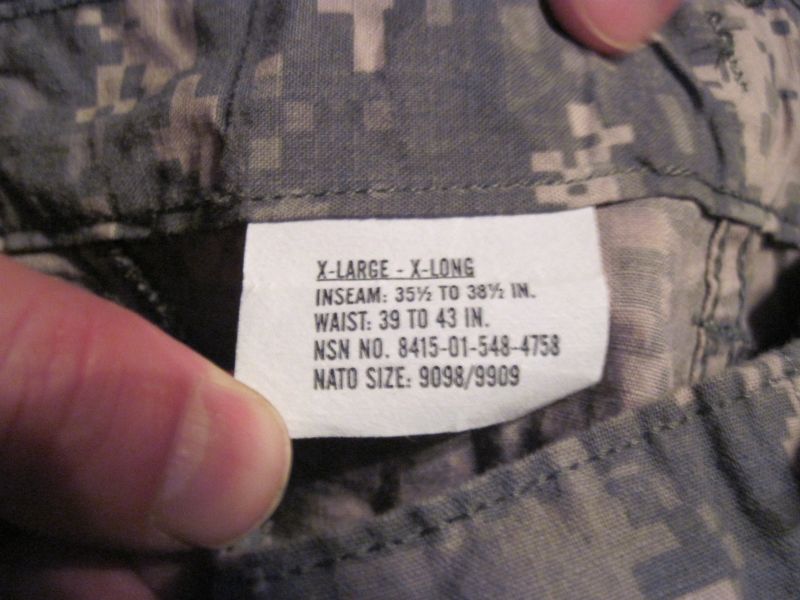 X-LARGE - X-LONG
INSEAM: 35½ TO 38½ IN.
WAIST: 39 TO 43 IN.
NSN NO. 8415-01-548-4758
NATO SIZE: 9098/9909